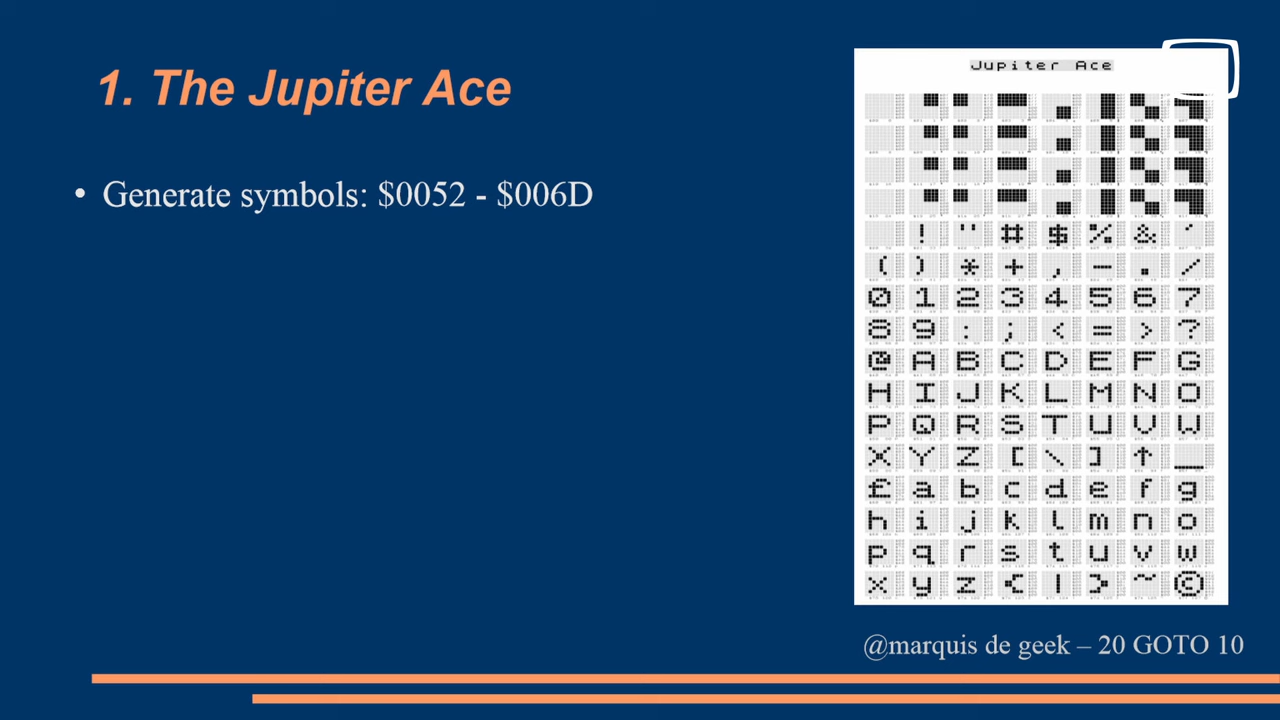 1. The Jupiter Ace
• Generate symbols: $0052 - $006D
Jupiter Ace
! " # $ % & ´
( ) * + , - . /
0 1 2 3 4 5 6 7
8 9 : ; < = > ?
@ A B C D E F G
H I J K L M N O
P Q R S T U V W
X Y Z [ \ ] ↑ _
£ a b c d e f g
h i j k l m n o
p q r s t u v w
x y z { | } ~ ©
@marquis de geek – 20 GOTO 10